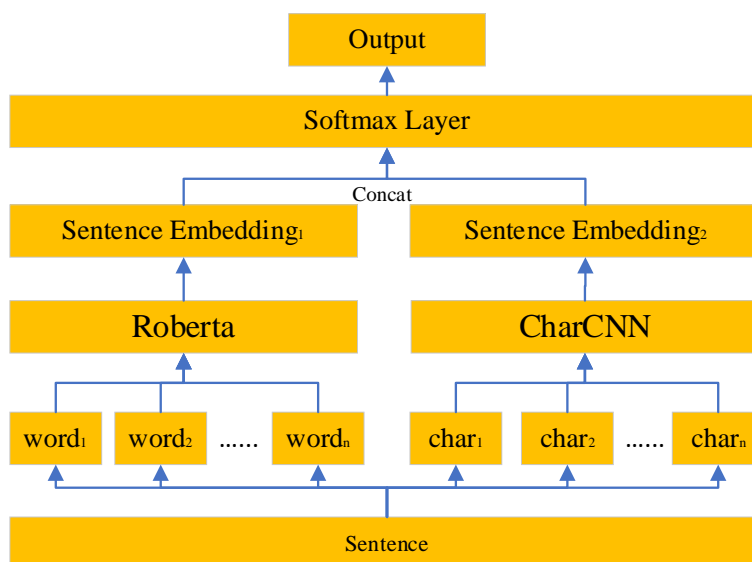 Output
Softmax Layer
Concat
Sentence Embedding₁ Sentence Embedding₂
Roberta CharCNN
word₁ word₂ ...... wordₙ char₁ char₂ ...... charₙ
Sentence